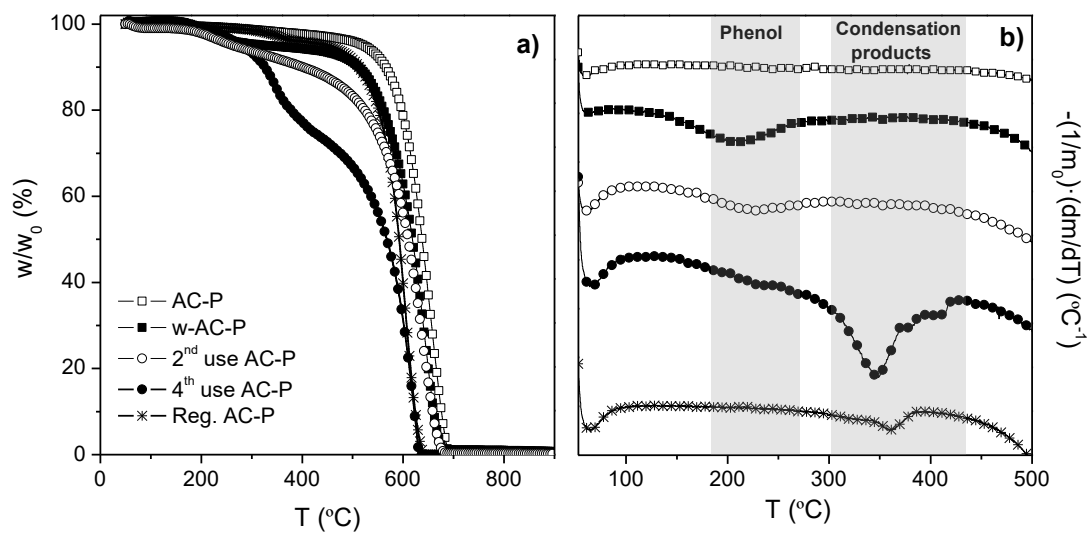 a)
100
80
60
40
20
0
w/w0 (%)
AC-P
w-AC-P
2nd use AC-P
4th use AC-P
Reg. AC-P
0 200 400 600 800
T (ºC)
Phenol
Condensation
products
b)
-(1/m0)·(dm/dT) (ºC-1)
100 200 300 400 500
T (ºC)